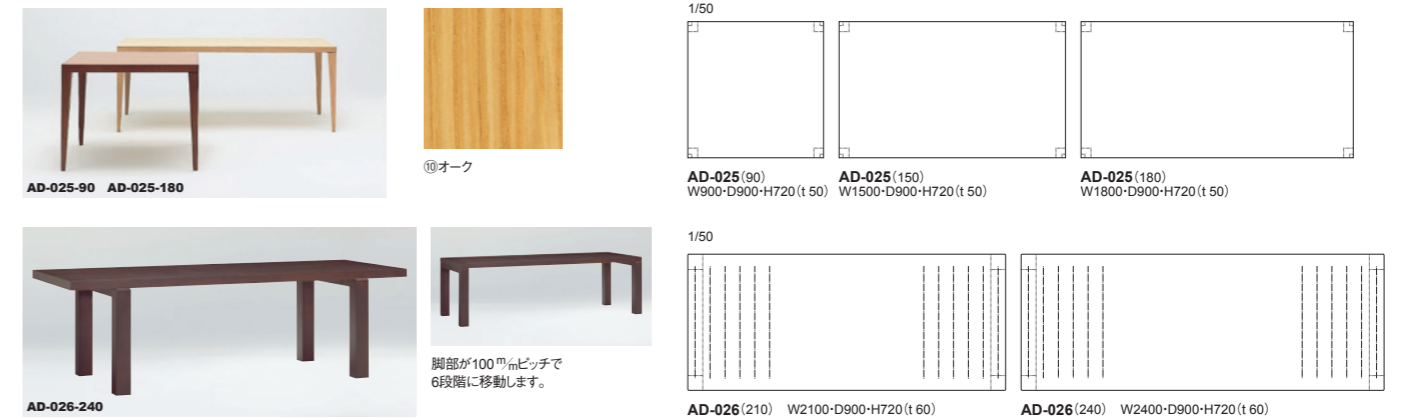 AD-025-90 AD-025-180
⑩オーク
1/50
AD-025（90）
W900・D900・H720（t 50）
AD-025（150）
W1500・D900・H720（t 50）
AD-025（180）
W1800・D900・H720（t 50）
AD-026-240
脚部が100 m/mピッチで
6段階に移動します。
1/50
AD-026（210） W2100・D900・H720（t 60）
AD-026（240） W2400・D900・H720（t 60）